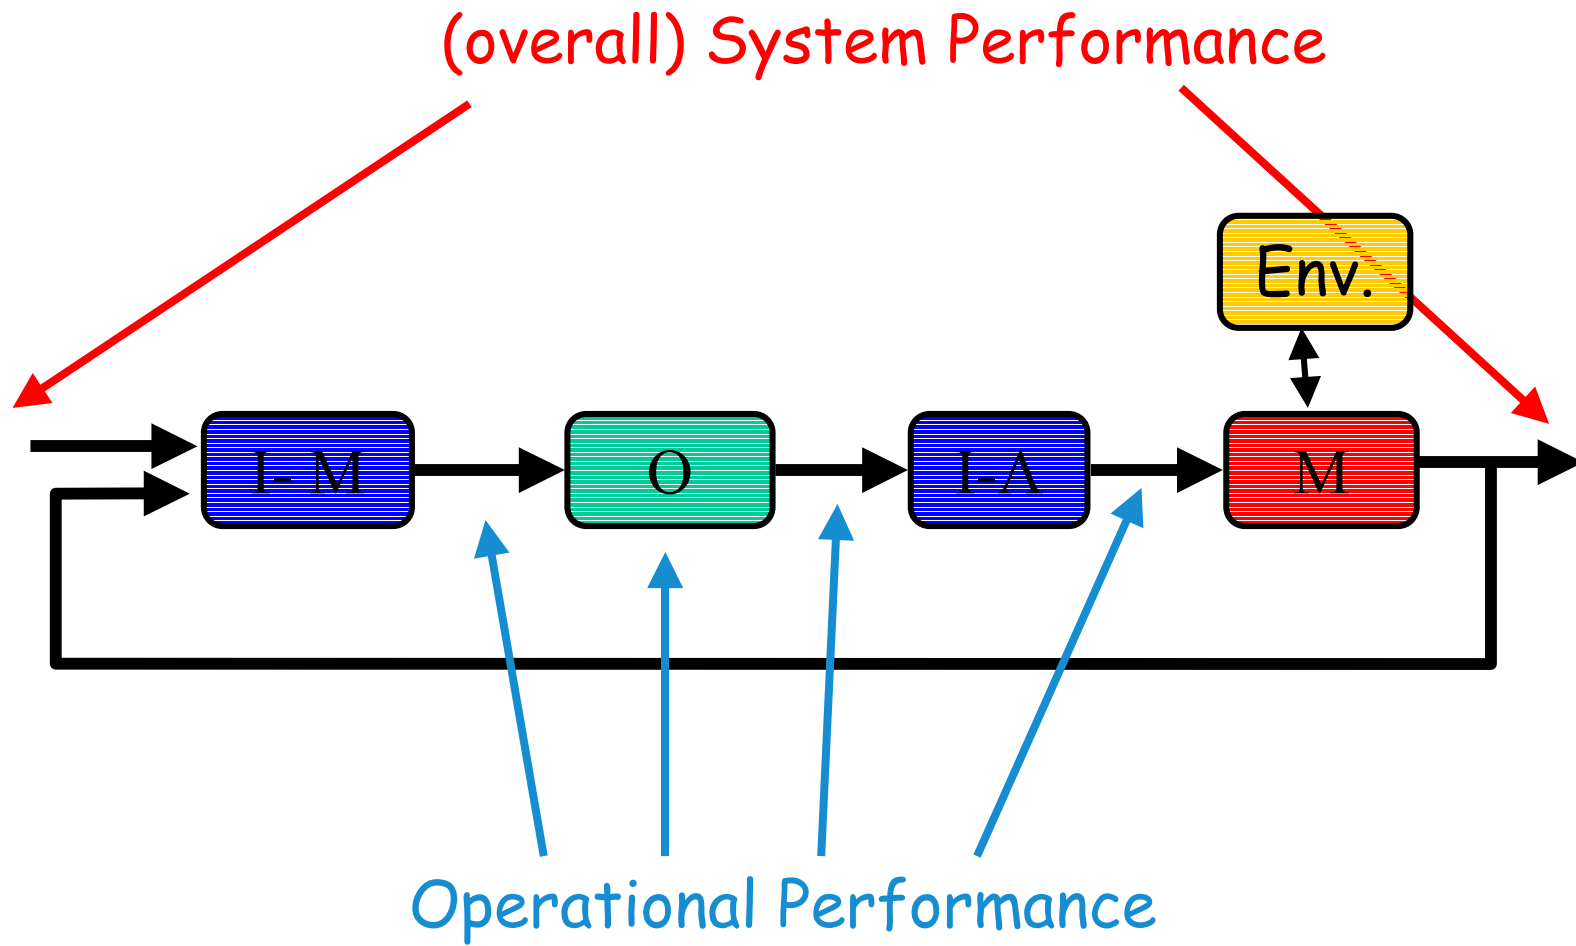 (overall) System Performance
Env.
I- M
O
I-A
M
Operational Performance